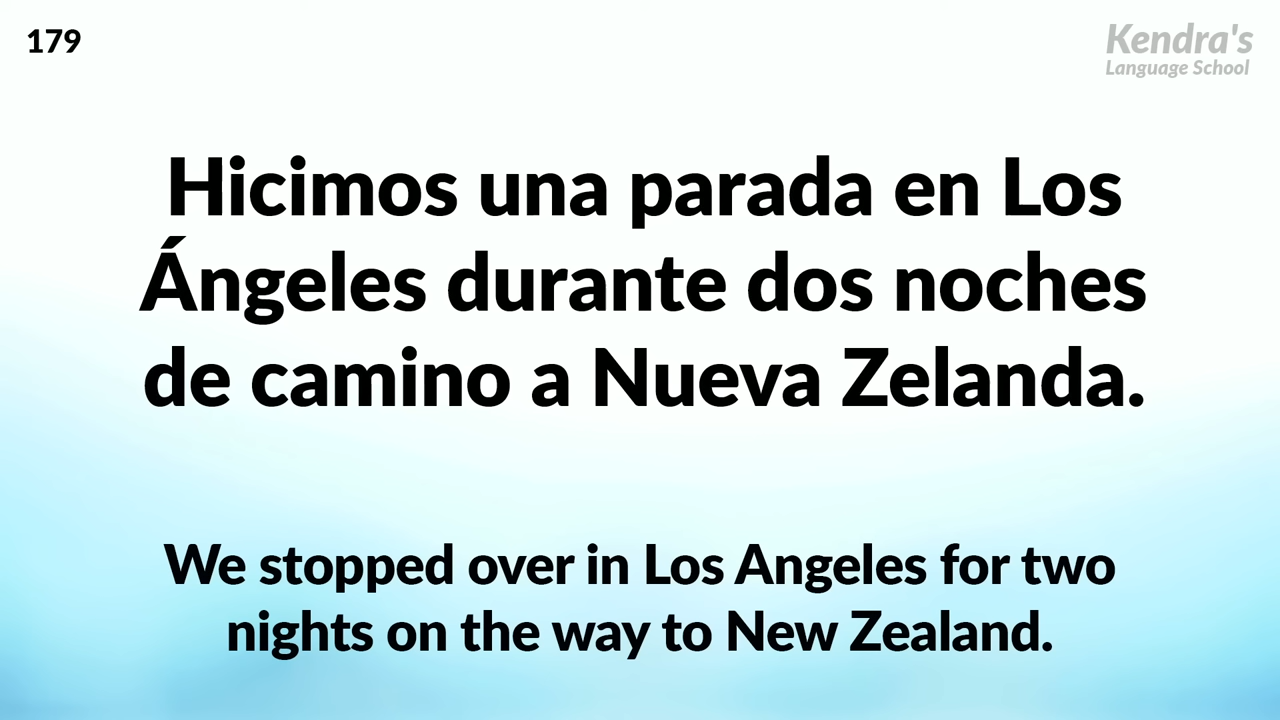 179
Kendra's
Language School
Hicimos una parada en Los
Ángeles durante dos noches
de camino a Nueva Zelanda.
We stopped over in Los Angeles for two
nights on the way to New Zealand.